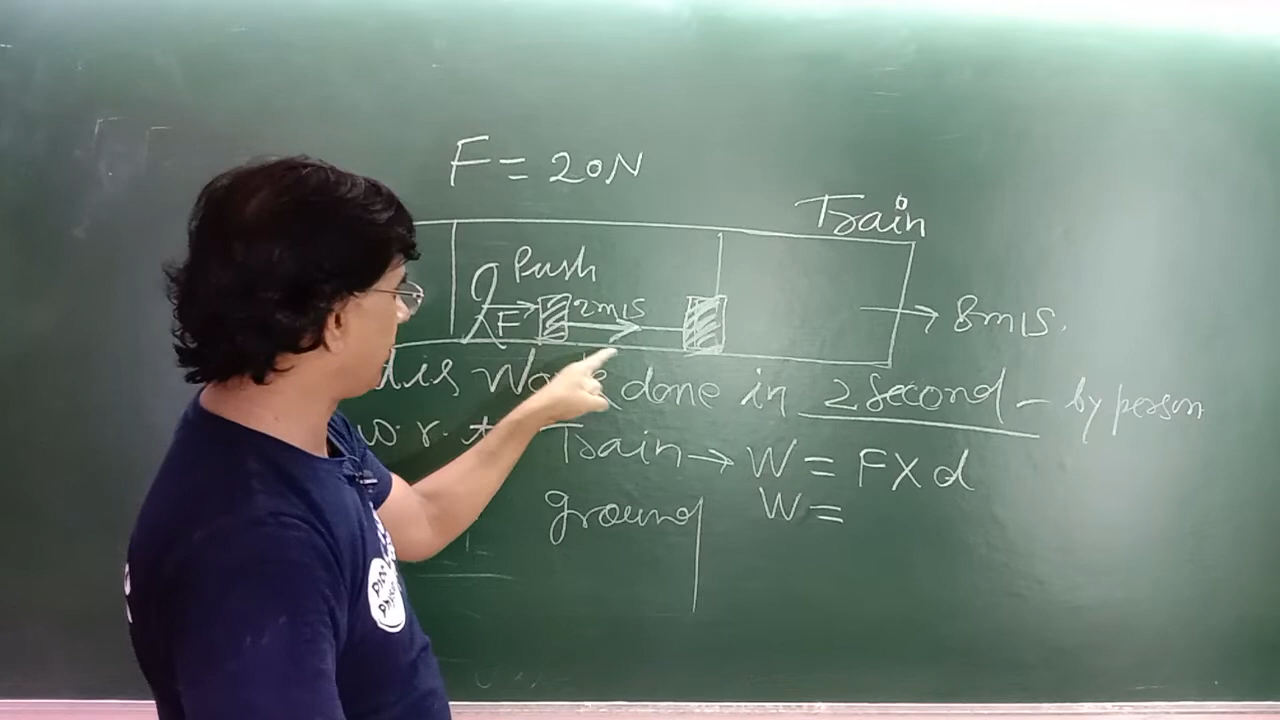 F = 20N
Train
Push
F
2m/s
8m/s.
Work done in 2 Second - by person
w.r.t Train → W = F X d
ground W =